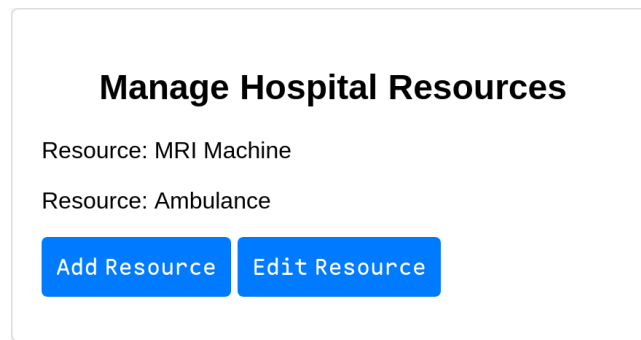 Manage Hospital Resources
Resource: MRI Machine
Resource: Ambulance
Add Resource Edit Resource